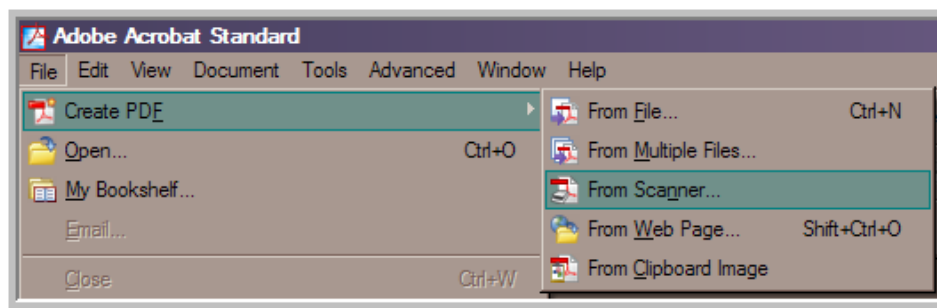 Adobe Acrobat Standard
File Edit View Document Tools Advanced Window Help
Create PDF
Open... Ctrl+O
My Bookshelf...
Email...
Close Ctrl+W
From File... Ctrl+N
From Multiple Files...
From Scanner...
From Web Page... Shift+Ctrl+O
From Clipboard Image